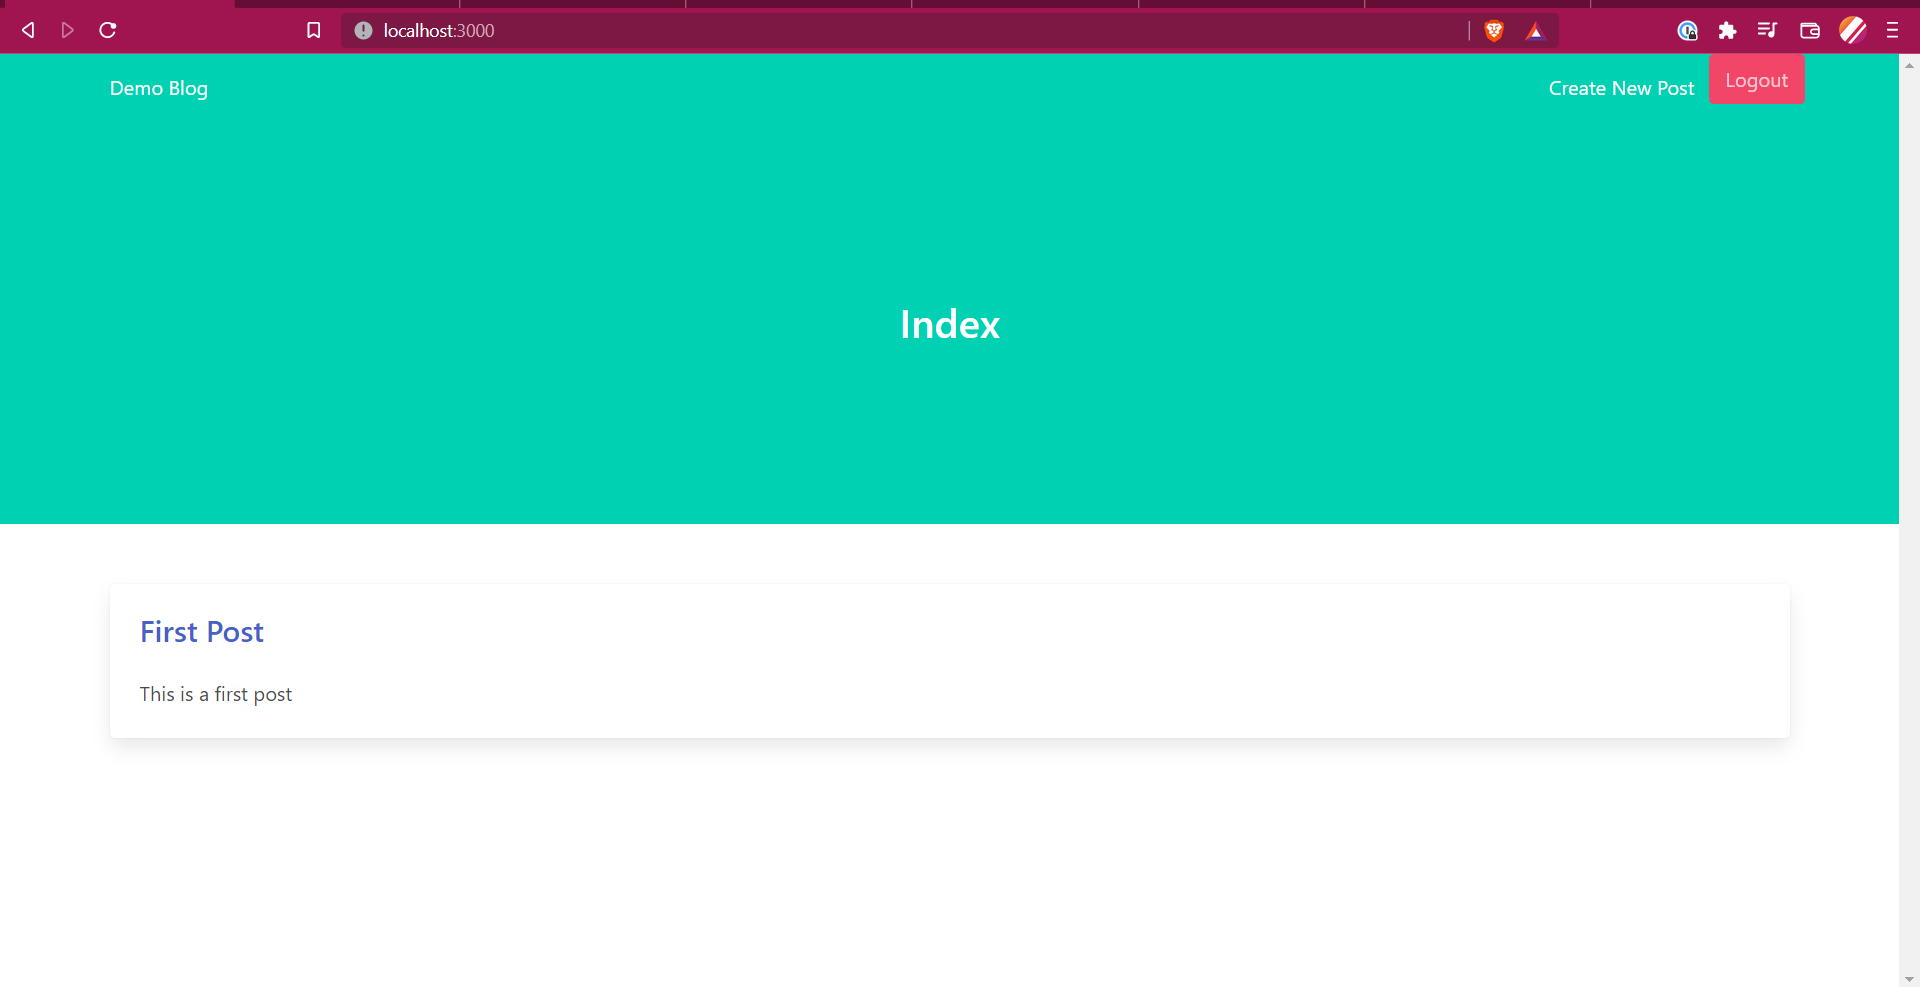 localhost:3000
Demo Blog
Create New Post
Logout
Index
First Post
This is a first post